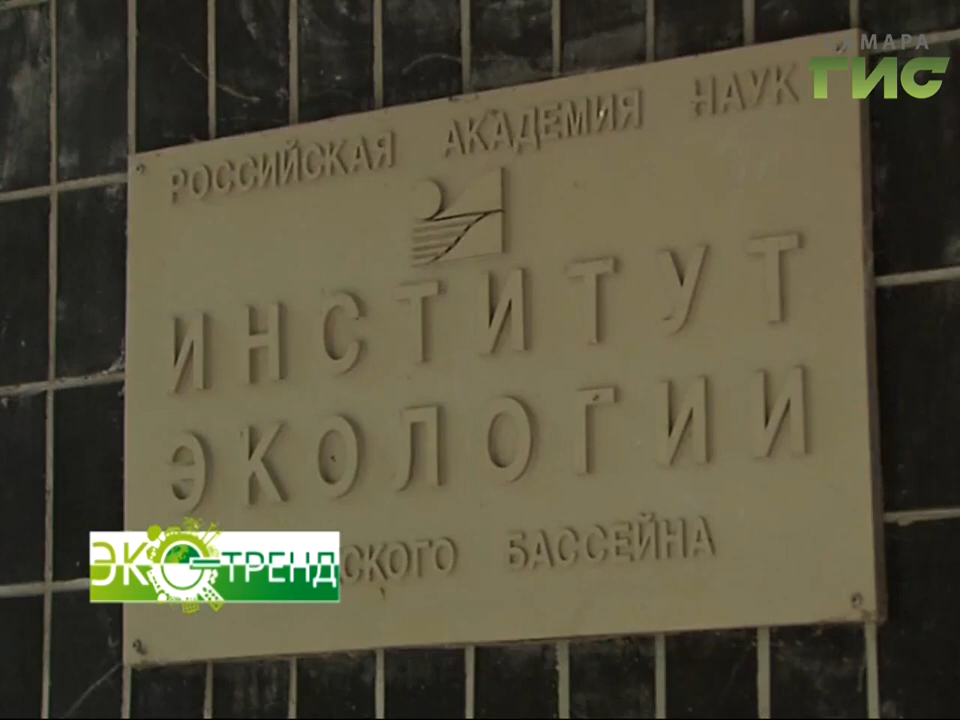 МАРА
ГИС
РОССИЙСКАЯ АКАДЕМИЯ НАУК
ИНСТИТУТ
ЭКОЛОГИИ
СКОГО БАССЕЙНА
ЭКО-ТРЕНД